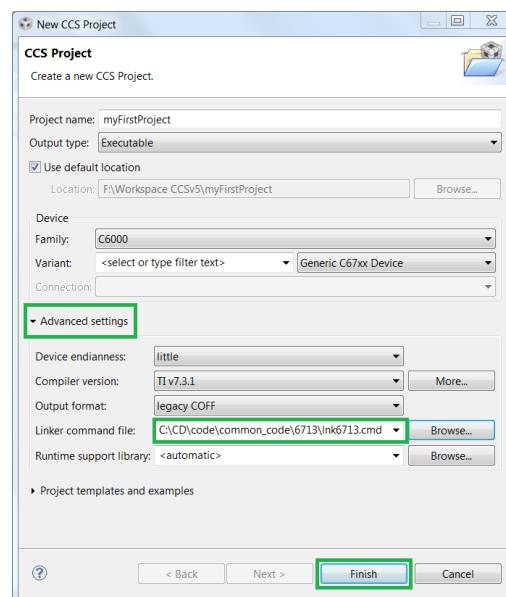 New CCS Project
CCS Project
Create a new CCS Project.
Project name: myFirstProject
Output type: Executable
Use default location
Location: F:\Workspace CCSv5\myFirstProject Browse...
Device
Family: C6000
Variant: <select or type filter text> Generic C67xx Device
Connection:
Advanced settings
Device endianness: little
Compiler version: TI v7.3.1 More...
Output format: legacy COFF
Linker command file: C:\CD\code\common_code\6713\lnk6713.cmd Browse...
Runtime support library: <automatic> Browse...
Project templates and examples
? < Back Next > Finish Cancel